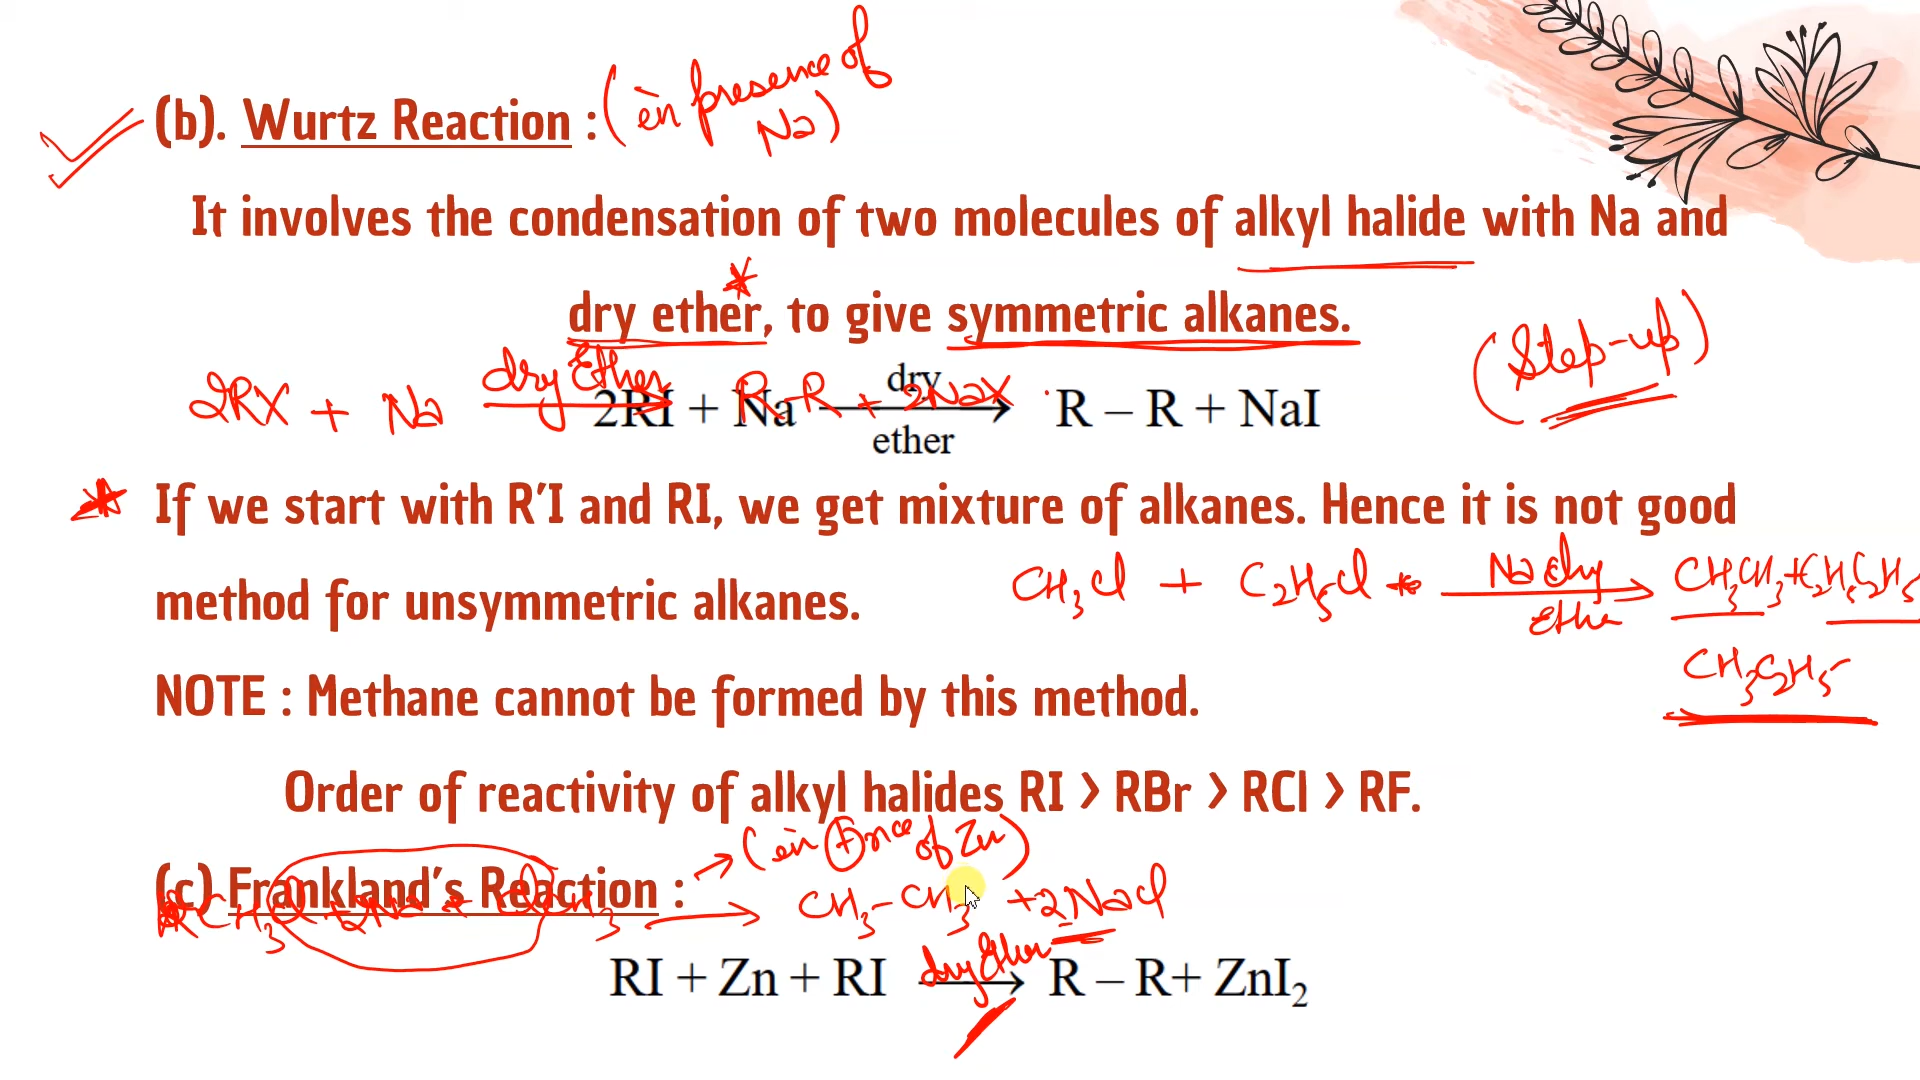 (b). Wurtz Reaction : (in presence of
Na)
It involves the condensation of two molecules of alkyl halide with Na and
dry ether, to give symmetric alkanes.
(Step-up)
2RX + Na dry Ether R-R + 2NaX
2RI + Na dry ether R – R + NaI
If we start with R′I and RI, we get mixture of alkanes. Hence it is not good
CH3Cl + C2H5Cl Na dry Ether CH3CH3 + C2H5C2H5
method for unsymmetric alkanes.
CH3C2H5
NOTE : Methane cannot be formed by this method.
Order of reactivity of alkyl halides RI > RBr > RCl > RF.
(in +nce of Zn)
(c) Frankland's Reaction :
CH3Cl + 2Na + ClCH3 CH3-CH3 + 2NaCl
RI + Zn + RI dry Ether R – R+ ZnI2